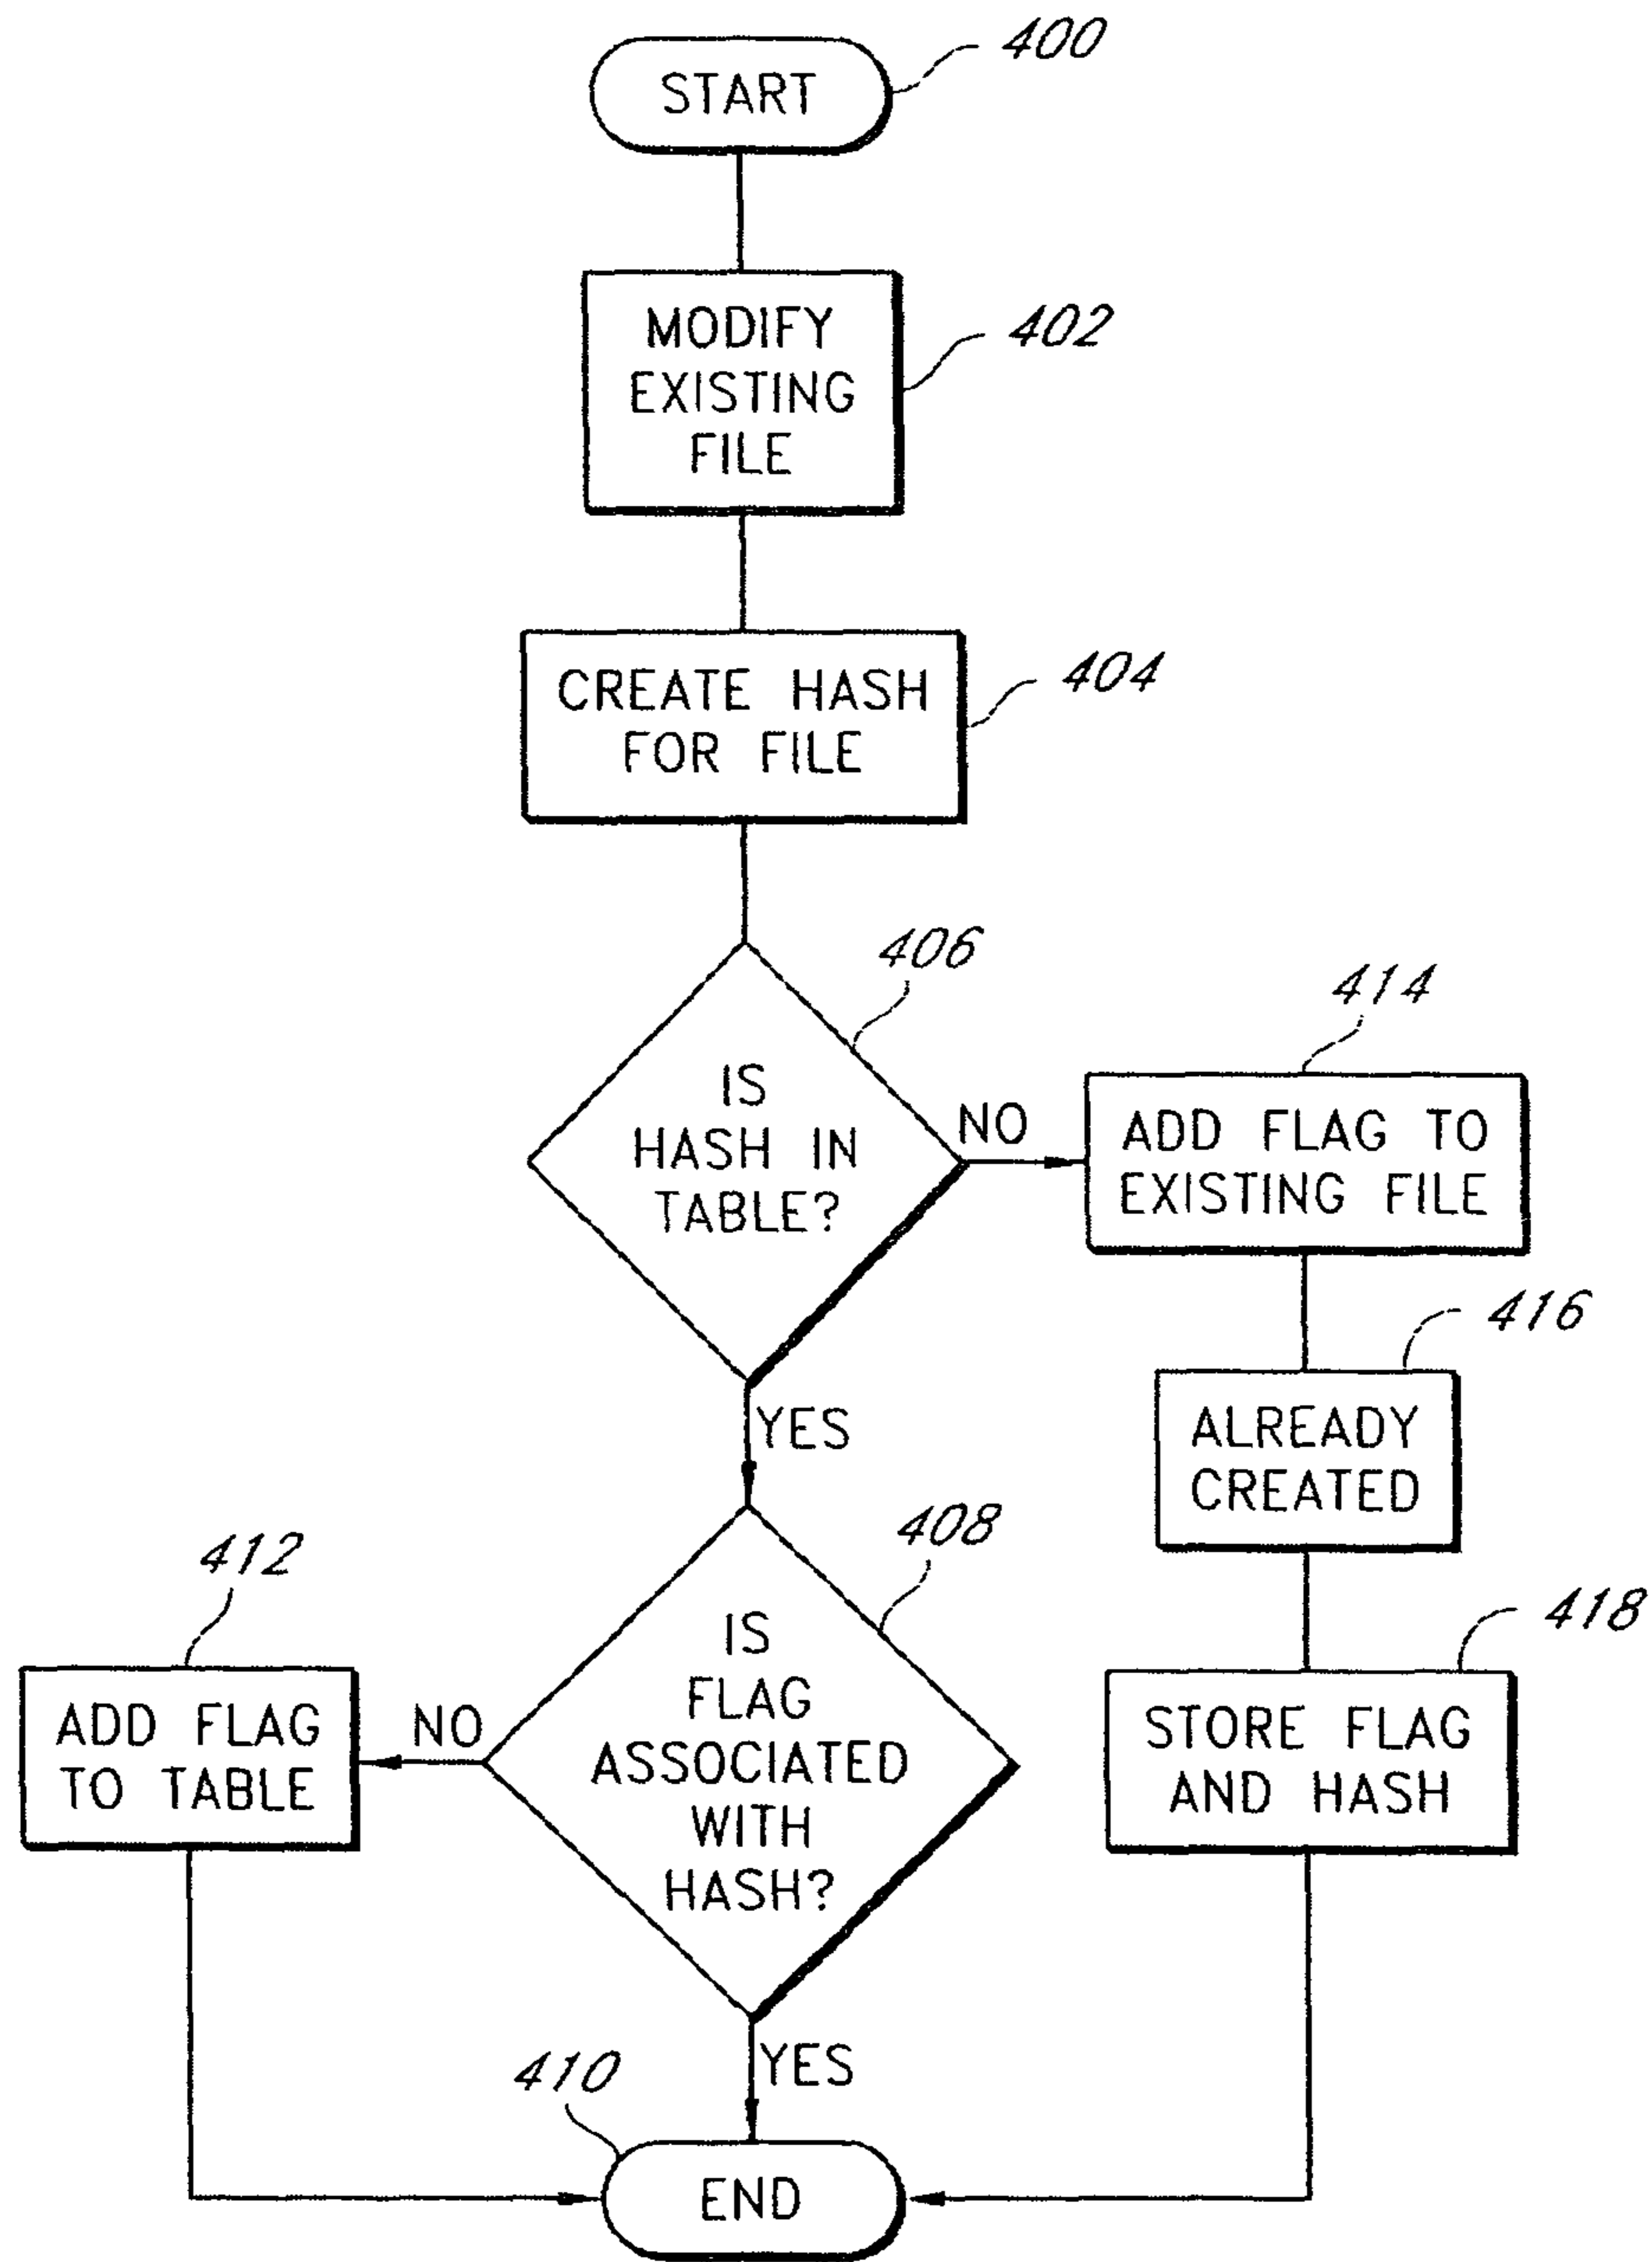 START
400
MODIFY
EXISTING
FILE
402
CREATE HASH
FOR FILE
404
406
IS
HASH IN
TABLE?
NO
414
ADD FLAG TO
EXISTING FILE
416
ALREADY
CREATED
YES
408
IS
FLAG
ASSOCIATED
WITH
HASH?
NO
412
ADD FLAG
TO TABLE
418
STORE FLAG
AND HASH
YES
410
END